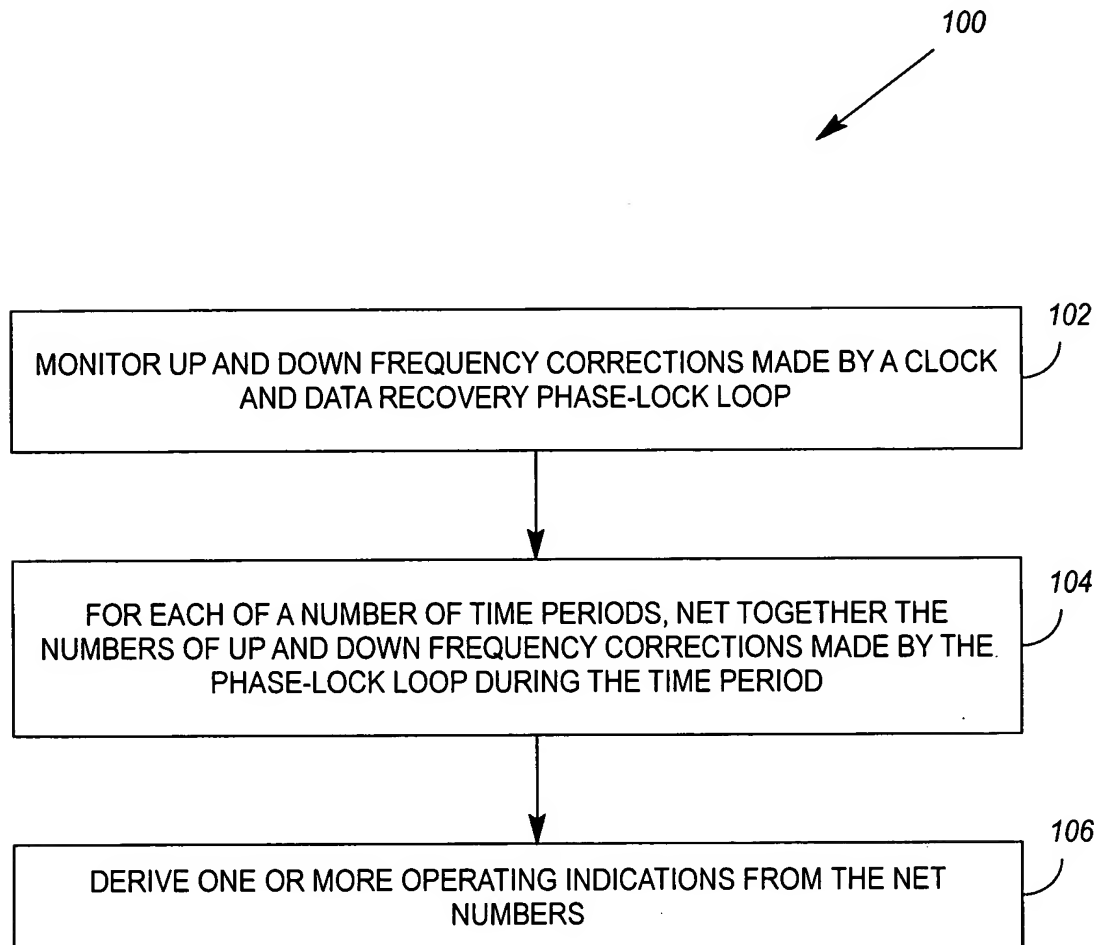 100
102
MONITOR UP AND DOWN FREQUENCY CORRECTIONS MADE BY A CLOCK
AND DATA RECOVERY PHASE-LOCK LOOP
104
FOR EACH OF A NUMBER OF TIME PERIODS, NET TOGETHER THE
NUMBERS OF UP AND DOWN FREQUENCY CORRECTIONS MADE BY THE
PHASE-LOCK LOOP DURING THE TIME PERIOD
106
DERIVE ONE OR MORE OPERATING INDICATIONS FROM THE NET
NUMBERS